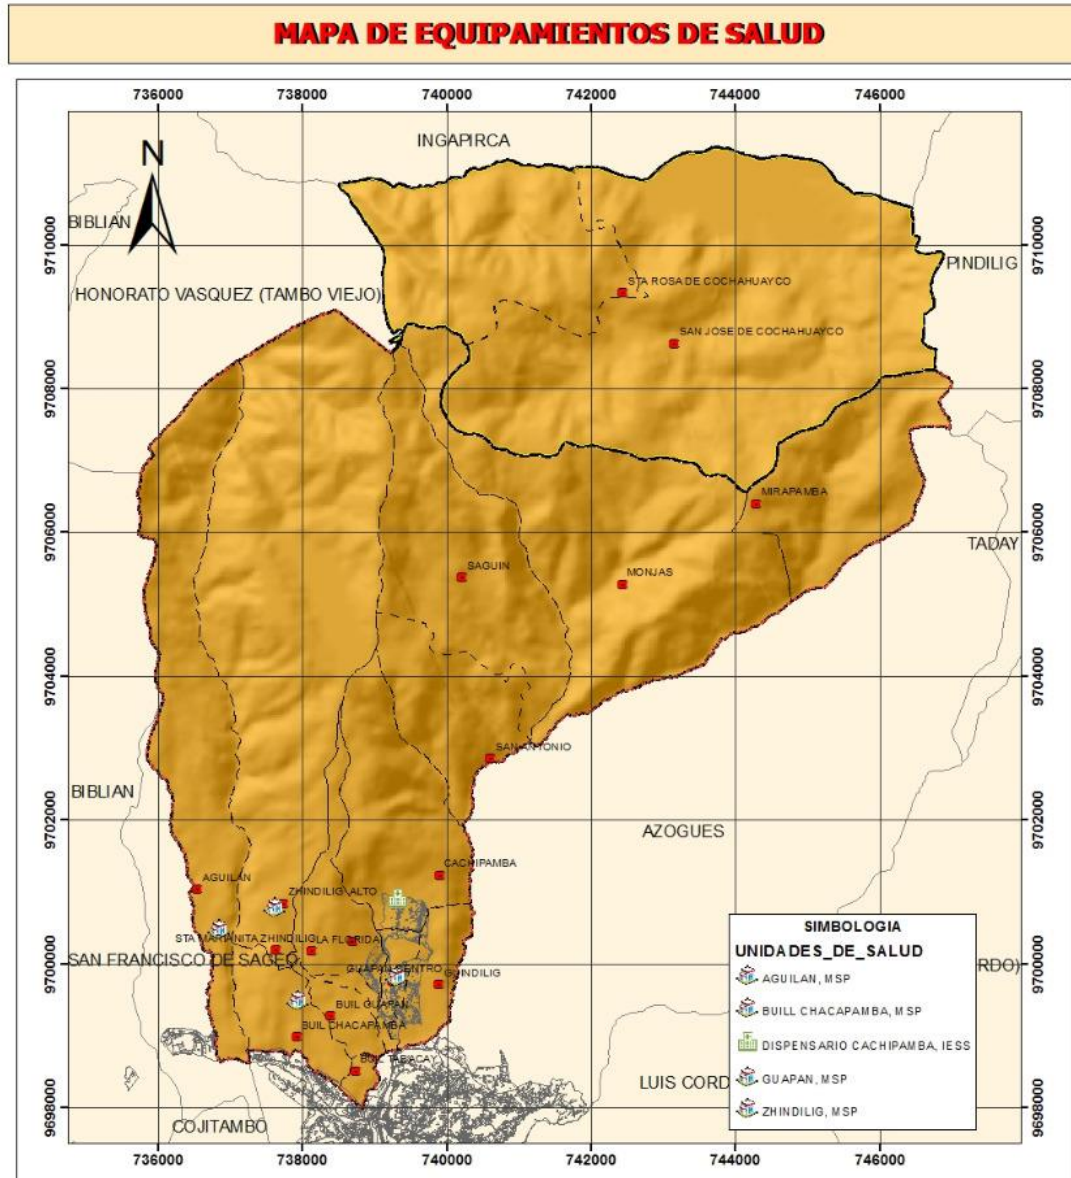 MAPA DE EQUIPAMIENTOS DE SALUD
736000 738000 740000 742000 744000 746000
INGAPIRCA
N
BIBLIAN
9710000 9710000
PINDILIG
STA ROSA DE COCHAHUAYCO
HONORATO VASQUEZ (TAMBO VIEJO)
SAN JOSE DE COCHAHUAYCO
9708000 9708000
MIRAPAMBA
9706000 9706000
TADAY
SAGUIN
MONJAS
9704000 9704000
SAN ANTONIO
BIBLIAN
9702000 9702000
AZOGUES
CACHIPAMBA
AGUILAN
ZHINDILIG ALTO
STA MARIANITA ZHINDILIG LA FLORIDA
SAN FRANCISCO DE SAGEO
9700000 9700000
GUAPAN CENTRO
GUINDILIG
BUIL GUAPAN
BUIL CHACAPAMBA
BUIL TABACAY
LUIS CORD
RDO)
9698000 9698000
COJITAMBO
SIMBOLOGIA
UNIDADES_DE_SALUD
AGUILAN, MSP
BUILL CHACAPAMBA, MSP
DISPENSARIO CACHIPAMBA, IESS
GUAPAN, MSP
ZHINDILIG, MSP
736000 738000 740000 742000 744000 746000